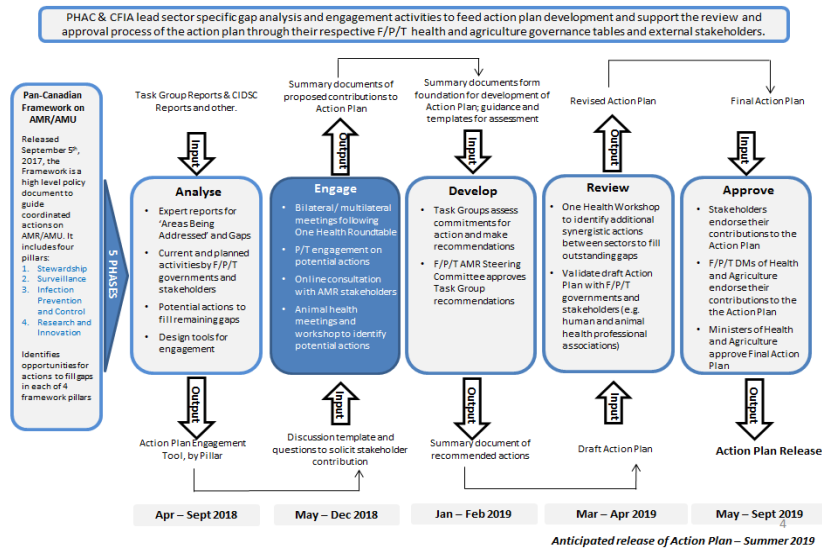 PHAC & CFIA lead sector specific gap analysis and engagement activities to feed action plan development and support the review and
approval process of the action plan through their respective F/P/T health and agriculture governance tables and external stakeholders.
Pan-Canadian
Framework on
AMR/AMU
Released
September 5th,
2017, the
Framework is a
high level policy
document to
guide
coordinated
actions on
AMR/AMU. It
includes four
pillars:
1. Stewardship
2. Surveillance
3. Infection
Prevention
and Control
4. Research and
Innovation
Identifies
opportunities for
actions to fill gaps
in each of 4
framework pillars
5 PHASES
Task Group Reports & CIDSC
Reports and other.
Input
Analyse
• Expert reports for
'Areas Being
Addressed' and Gaps
• Current and planned
activities by F/P/T
governments and
stakeholders
• Potential actions to
fill remaining gaps
• Design tools for
engagement
Output
Action Plan Engagement
Tool, by Pillar
Apr – Sept 2018
Summary documents of
proposed contributions to
Action Plan
Output
Engage
• Bilateral / multilateral
meetings following
One Health Roundtable
• P/T engagement on
potential actions
• Online consultation
with AMR stakeholders
• Animal health
meetings and
workshop to identify
potential actions
Input
Discussion template and
questions to solicit stakeholder
contribution
May – Dec 2018
Summary documents form
foundation for development of
Action Plan; guidance and
templates for assessment
Input
Develop
• Task Groups assess
commitments for
action and make
recommendations
• F/P/T AMR Steering
Committee approves
Task Group
recommendations
Output
Summary document of
recommended actions
Jan – Feb 2019
Revised Action Plan
Output
Review
• One Health Workshop
to identify additional
synergistic actions
between sectors to fill
outstanding gaps
• Validate draft Action
Plan with F/P/T
governments and
stakeholders (e.g.
human and animal
health professional
associations)
Input
Draft Action Plan
Mar – Apr 2019
Final Action Plan
Input
Approve
• Stakeholders
endorse their
contributions to the
Action Plan
• F/P/T DMs of Health
and Agriculture
endorse their
contributions to the
the Action Plan
• Ministers of Health
and Agriculture
approve Final Action
Plan
Output
Action Plan Release
May – Sept 2019
4
Anticipated release of Action Plan – Summer 2019